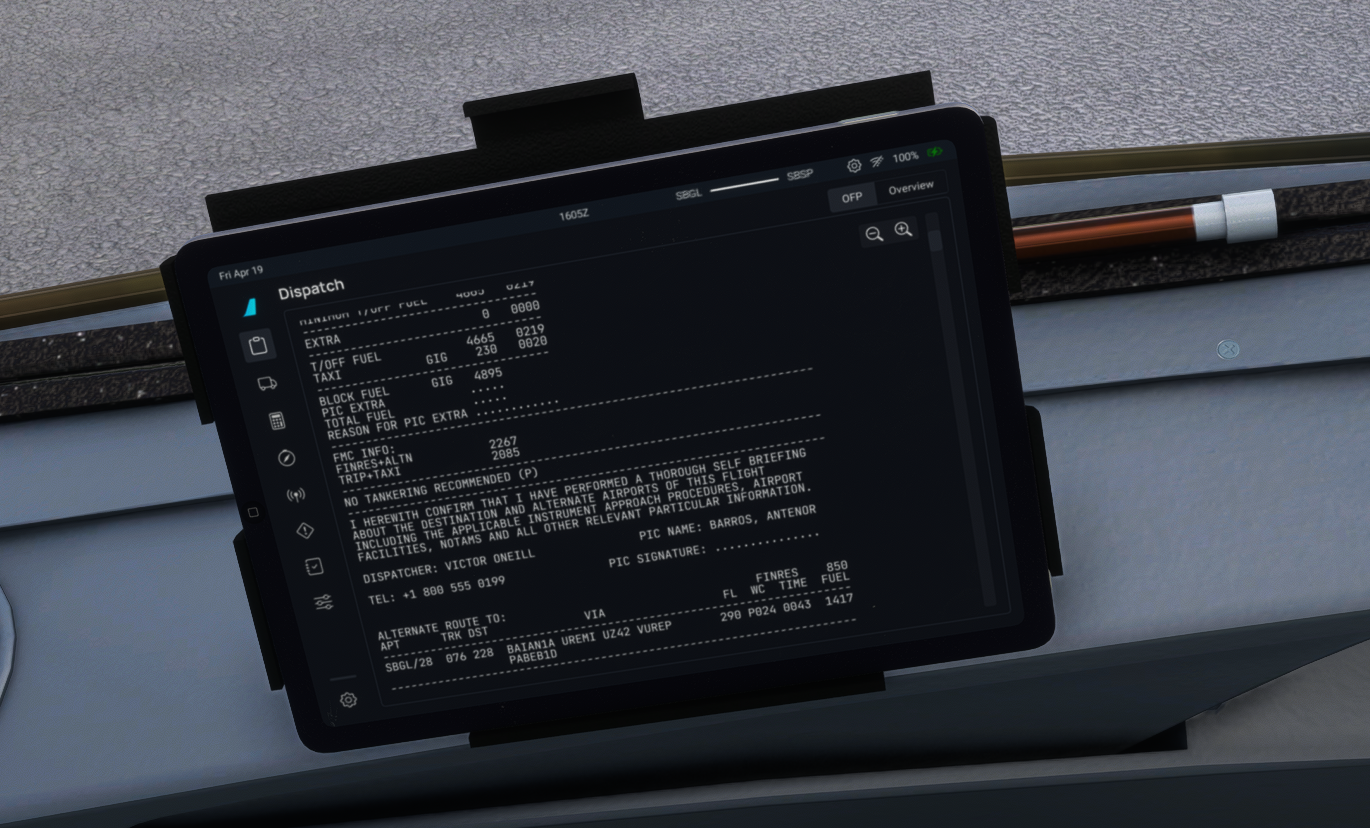 Fri Apr 19
1605Z
SBGL
SBSP
100%
Dispatch
OFP
Overview
MINIMUM T/OFF FUEL 4665 0219
EXTRA 0 0000
T/OFF FUEL 4665 0219
TAXI GIG 230 0020
BLOCK FUEL GIG 4895
PIC EXTRA .....
TOTAL FUEL .....
REASON FOR PIC EXTRA ............
FMC INFO:
FINRES+ALTN 2267
TRIP+TAXI 2085
NO TANKERING RECOMMENDED (P)
I HEREWITH CONFIRM THAT I HAVE PERFORMED A THOROUGH SELF BRIEFING
ABOUT THE DESTINATION AND ALTERNATE AIRPORTS OF THIS FLIGHT
INCLUDING THE APPLICABLE INSTRUMENT APPROACH PROCEDURES, AIRPORT
FACILITIES, NOTAMS AND ALL OTHER RELEVANT PARTICULAR INFORMATION.
DISPATCHER: VICTOR ONEILL PIC NAME: BARROS, ANTENOR
TEL: +1 800 555 0199 PIC SIGNATURE: ...............
ALTERNATE ROUTE TO: FINRES 850
APT TRK DST VIA FL WC TIME FUEL
SBGL/28 076 228 BAIAN1A UREMI UZ42 VUREP 290 P024 0043 1417
PABEB1D